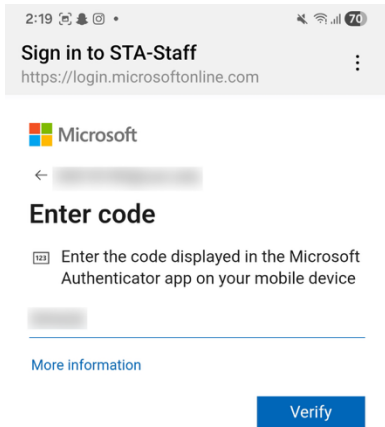 2:19
70
Sign in to STA-Staff
https://login.microsoftonline.com
Microsoft
Enter code
123 Enter the code displayed in the Microsoft
Authenticator app on your mobile device
More information
Verify